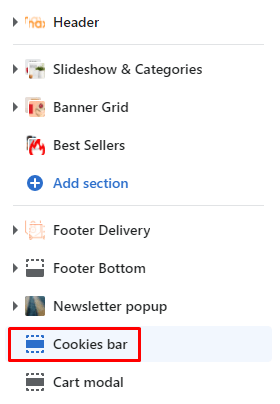 Header
Slideshow & Categories
Banner Grid
Best Sellers
Add section
Footer Delivery
Footer Bottom
Newsletter popup
Cookies bar
Cart modal